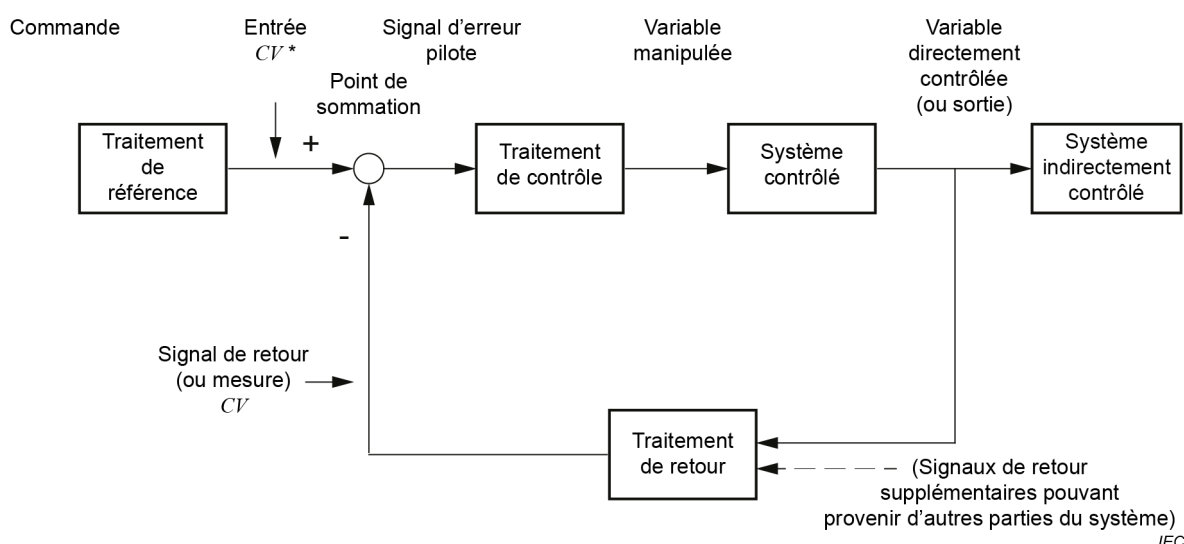 Commande
Entrée
CV *
Signal d'erreur
pilote
Variable
manipulée
Variable
directement
contrôlée
(ou sortie)
Point de
sommation
Traitement
de
référence
+
-
Traitement
de contrôle
Système
contrôlé
Système
indirectement
contrôlé
Signal de retour
(ou mesure)
CV
Traitement
de retour
(Signaux de retour
supplémentaires pouvant
provenir d'autres parties du système)
IEC